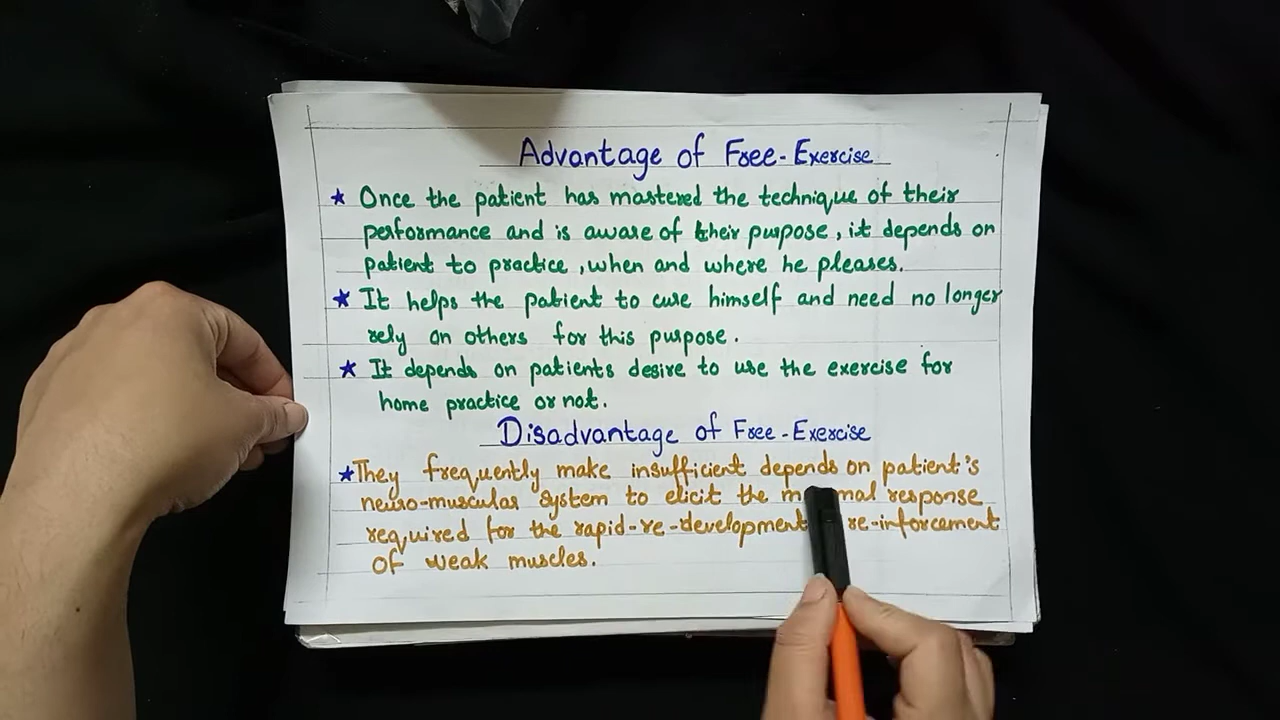 Advantage of Free-Exercise
★ Once the patient has mastered the technique of their
performance and is aware of their purpose, it depends on
patient to practice, when and where he pleases.
★ It helps the patient to cure himself and need no longer
rely on others for this purpose.
★ It depends on patients desire to use the exercise for
home practice or not.
Disadvantage of Free-Exercise
★ They frequently make insufficient depends on patient's
neuro-muscular system to elicit the response
required for the rapid-re-development re-inforcement
of weak muscles.